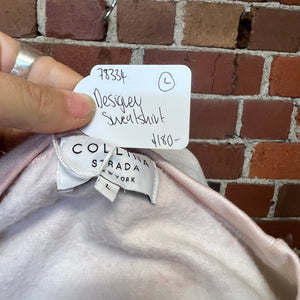 78334
L
Designer
Sweatshirt
$180-
COLLINA
STRADA
NEW YORK
L